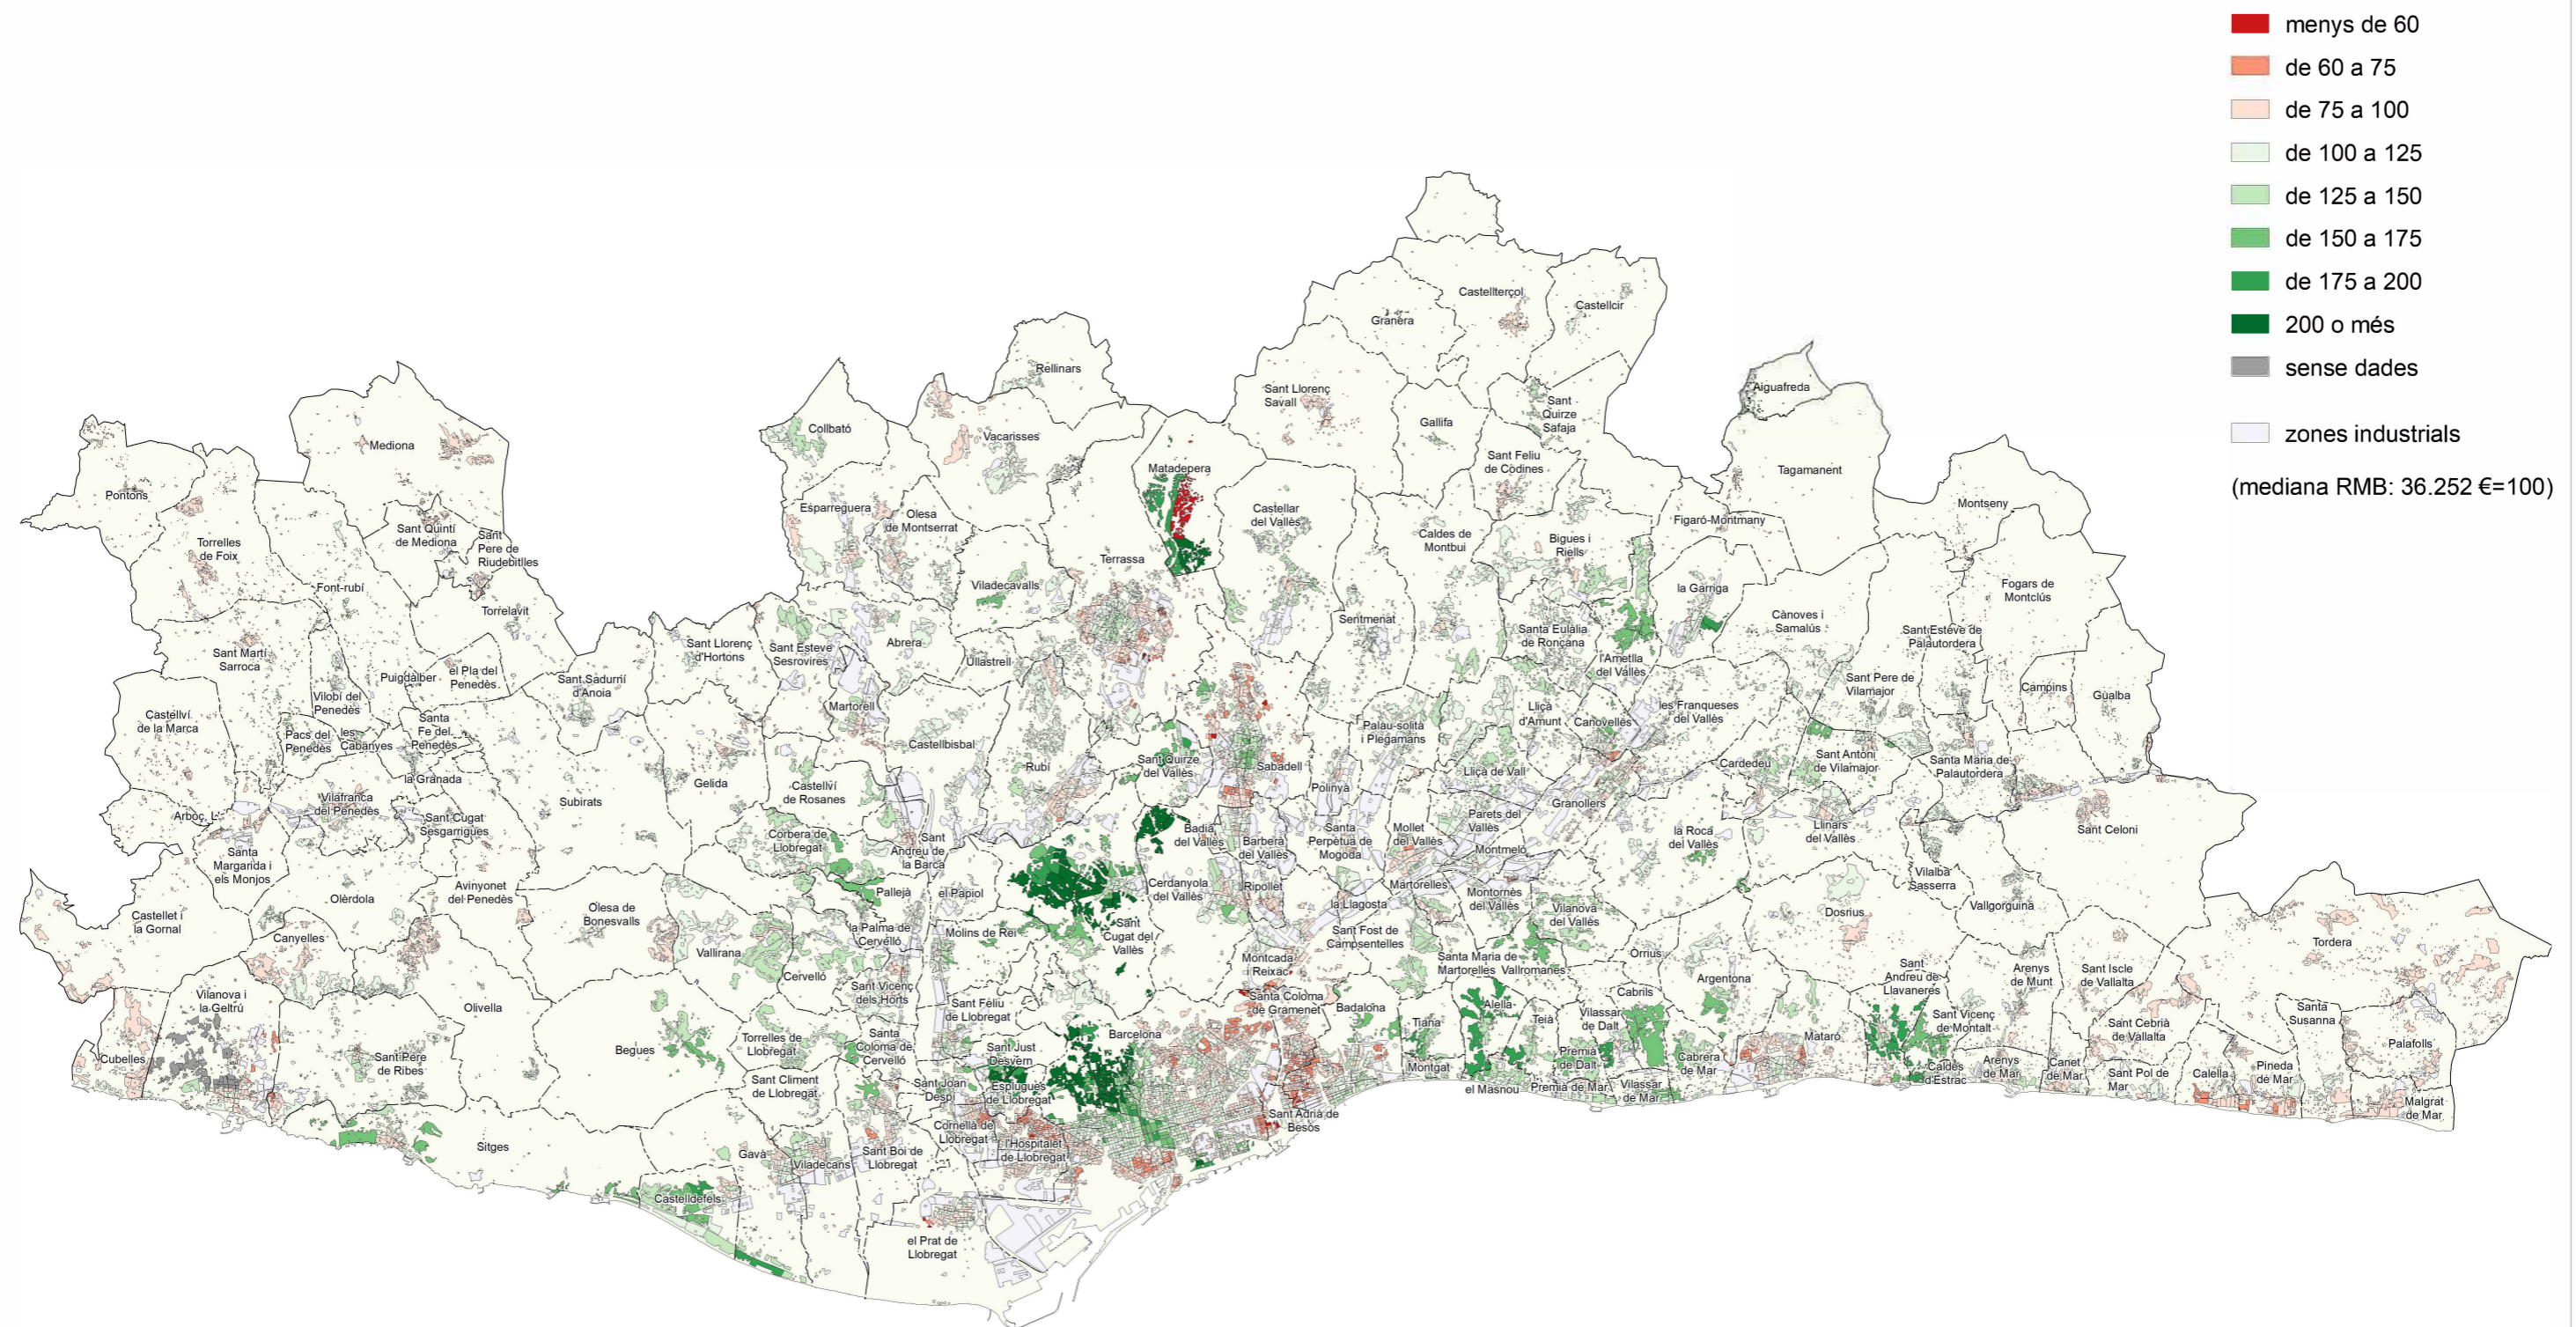 menys de 60
de 60 a 75
de 75 a 100
de 100 a 125
de 125 a 150
de 150 a 175
de 175 a 200
200 o més
sense dades
zones industrials
(mediana RMB: 36.252 €=100)
Castellterçol
Castellcir
Granera
Rellinars
Sant Llorenç
Savall
Aiguafreda
Sant
Quirze
Safaja
Gallifa
Collbató
Vacarisses
Mediona
Matadepera
Sant Feliu
de Codines
Tagamanent
Pontons
Montseny
Esparreguera
Olesa
de Montserrat
Castellar
del Vallès
Figaró-Montmany
Sant Quintí
de Mediona
Sant
Pere de
Riudebitlles
Torrelles
de Foix
Caldes de
Montbui
Bigues i
Riells
Terrassa
Viladecavalls
Font-rubí
la Garriga
Fogars de
Montclús
Torrelavit
Sentmenat
Cànoves i
Samalús
Santa Eulàlia
de Ronçana
Sant Esteve de
Palautordera
Sant Llorenç
d'Hortons
Sant Esteve
Sesrovires
Abrera
Ullastrell
Sant Martí
Sarroca
l'Ametlla
del Vallès
Puigdàlber
el Pla del
Penedès
Sant Sadurní
d'Anoia
Sant Pere de
Vilamajor
Campins
Gualba
Vilobí del
Penedès
Martorell
Castellví
de la Marca
Lliçà
d'Amunt
Canovelles
les Franqueses
del Vallès
Santa
Fe del
Penedès
Pacs del
Penedès
les
Cabanyes
Palau-solità
i Plegamans
Castellbisbal
Sant Antoni
de Vilamajor
Santa Maria de
Palautordera
Rubí
Sant Quirze
del Vallès
Sabadell
Lliçà de Vall
Cardedeu
la Granada
Gelida
Castellví
de Rosanes
Polinyà
Subirats
Vilafranca
del Penedès
Granollers
Arboç, L'
Sant Cugat
Sesgarrigues
Parets del
Vallès
Corbera de
Llobregat
Sant
Andreu de
la Barca
Badia
del Vallès
Barberà
del Vallès
Santa
Perpètua de
Mogoda
Mollet
del Vallès
Montmeló
la Roca
del Vallès
Llinars
del Vallès
Sant Celoni
Santa
Margarida i
els Monjos
Vilalba
Sasserra
Avinyonet
del Penedès
Olèrdola
Pallejà
el Papiol
Cerdanyola
del Vallès
Ripollet
Martorelles
Montornès
del Vallès
la Llagosta
Vallgorguina
Castellet i
la Gornal
Olesa de
Bonesvalls
Vilanova
del Vallès
Dosrius
Canyelles
la Palma de
Cervelló
Molins de Rei
Sant
Cugat del
Vallès
Sant Fost de
Campsentelles
Tordera
Vallirana
Cervelló
Montcada
i Reixac
Santa Maria de
Martorelles
Vallromanes
Òrrius
Argentona
Sant
Andreu de
Llavaneres
Arenys
de Munt
Sant Iscle
de Vallalta
Sant Vicenç
dels Horts
Vilanova i
la Geltrú
Olivella
Sant Feliu
de Llobregat
Santa Coloma
de Gramenet
Badalona
Alella
Cabrils
Santa
Susanna
Tiana
Teià
Vilassar
de Dalt
Sant Vicenç
de Montalt
Sant Cebrià
de Vallalta
Barcelona
Begues
Torrelles de
Llobregat
Santa
Coloma de
Cervelló
Sant Just
Desvern
Mataró
Palafolls
Cubelles
Sant Pere
de Ribes
Premià
de Dalt
Cabrera
de Mar
Montgat
Caldes
d'Estrac
Arenys
de Mar
Canet
de Mar
Sant Pol de
Mar
Calella
Pineda
de Mar
Sant Climent
de Llobregat
Sant Joan
Despí
Esplugues
de Llobregat
el Masnou
Premià de Mar
Vilassar
de Mar
Malgrat
de Mar
Sant Adrià de
Besòs
Cornellà de
Llobregat
l'Hospitalet
de Llobregat
Sitges
Gavà
Viladecans
Sant Boi de
Llobregat
Castelldefels
el Prat de
Llobregat